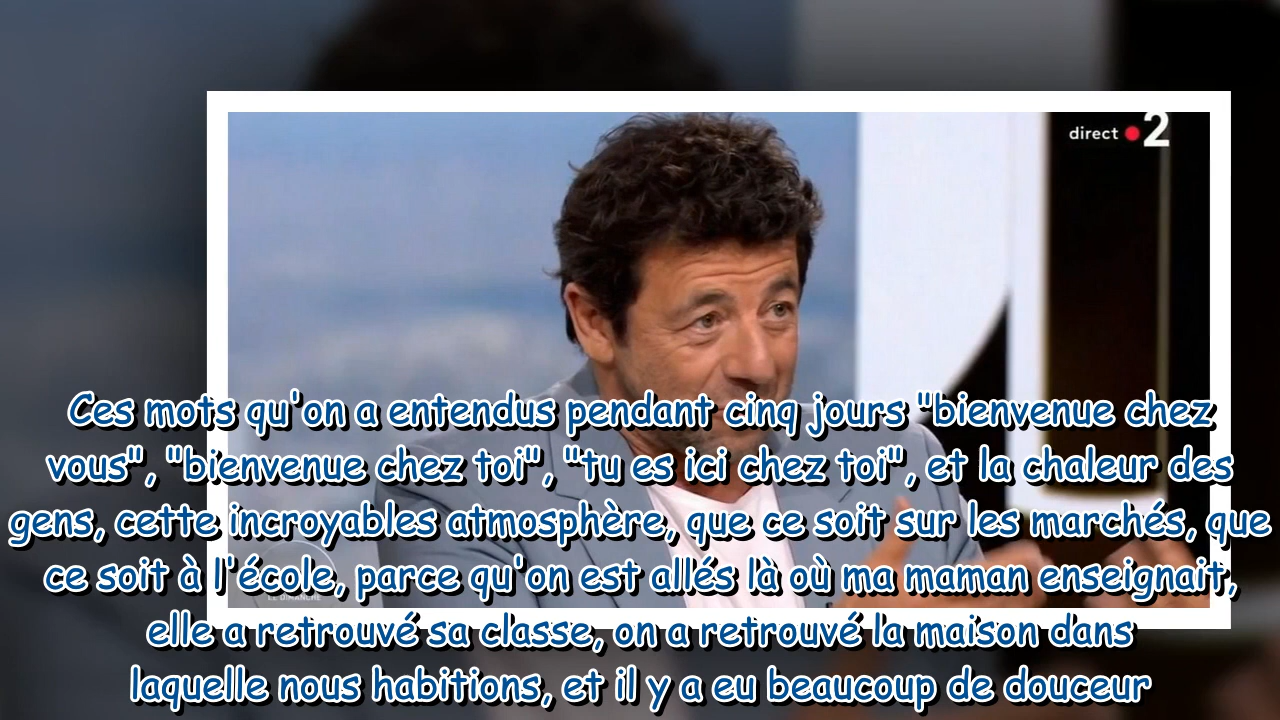 direct 2
Ces mots qu'on a entendus pendant cinq jours "bienvenue chez
vous", "bienvenue chez toi", "tu es ici chez toi", et la chaleur des
gens, cette incroyables atmosphère, que ce soit sur les marchés, que
ce soit à l'école, parce qu'on est allés là où ma maman enseignait,
LE DIMANCHE
elle a retrouvé sa classe, on a retrouvé la maison dans
laquelle nous habitions, et il y a eu beaucoup de douceur